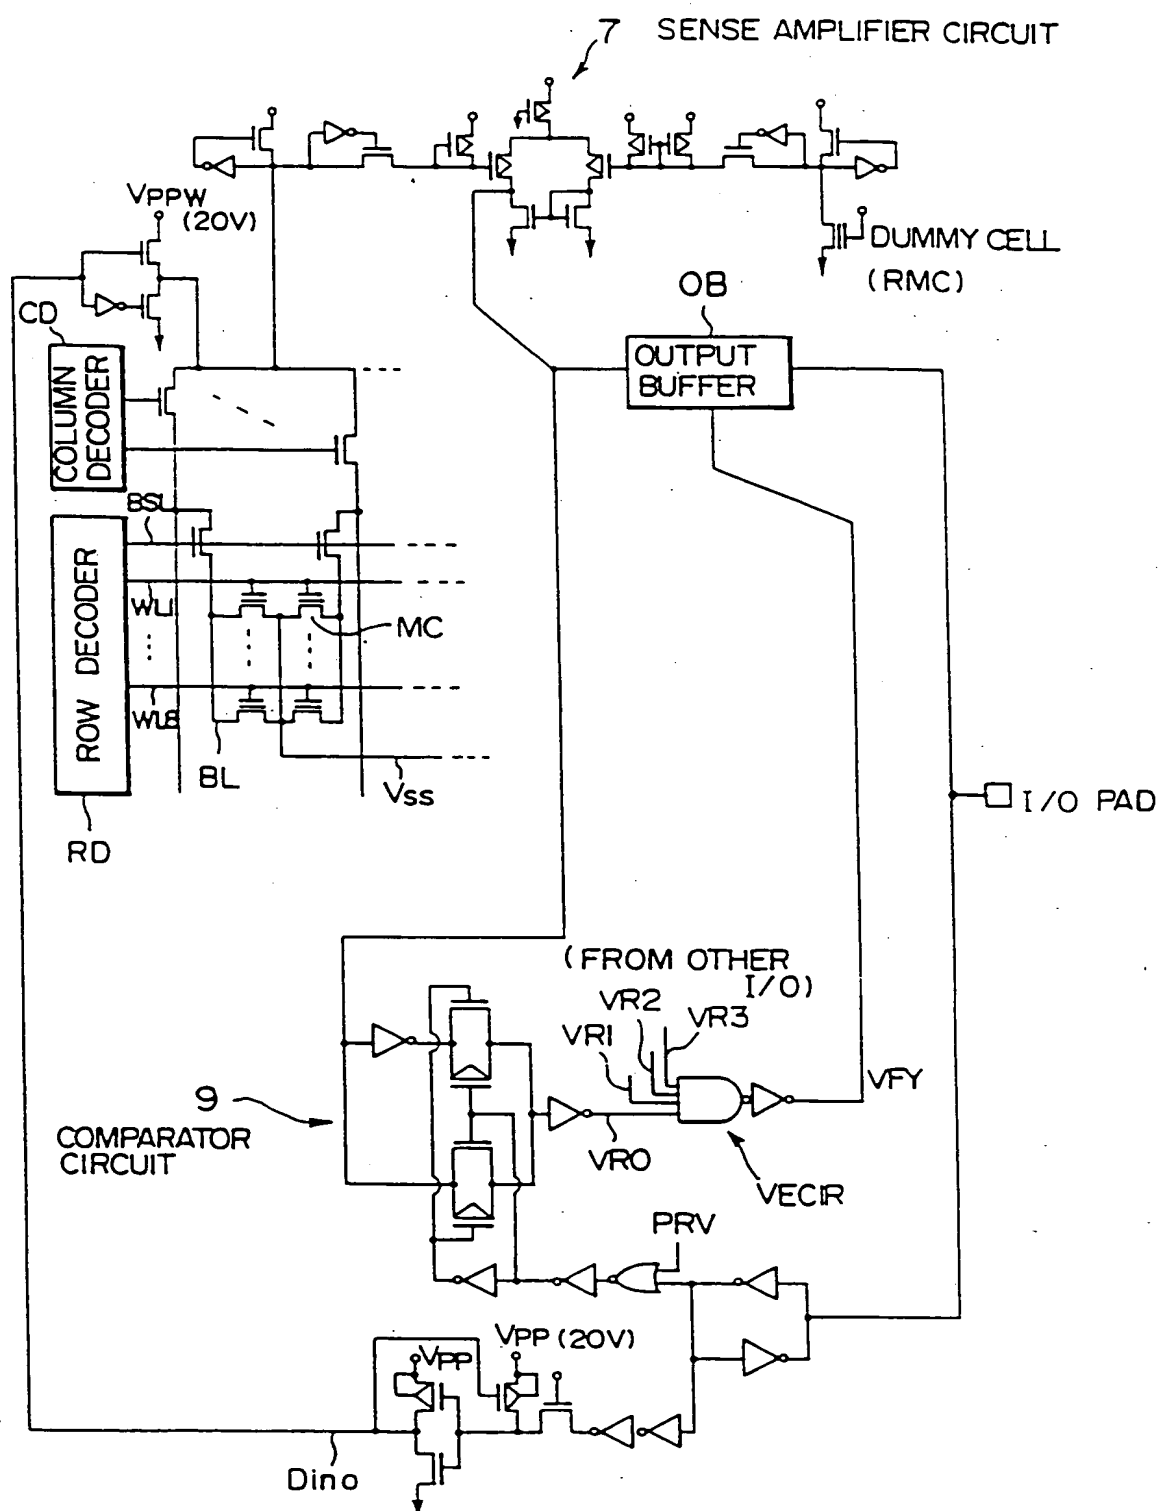 7 SENSE AMPLIFIER CIRCUIT
VPPW
(20V)
DUMMY CELL
(RMC)
OB
CD
OUTPUT
BUFFER
COLUMN
DECODER
BSL
ROW DECODER
WL1
MC
WL8
BL
VSS
I/O PAD
RD
(FROM OTHER
I/O)
VR2
VR3
VR1
VFY
9
COMPARATOR
CIRCUIT
VR0
VECIR
PRV
VPP (20V)
VPP
Dino